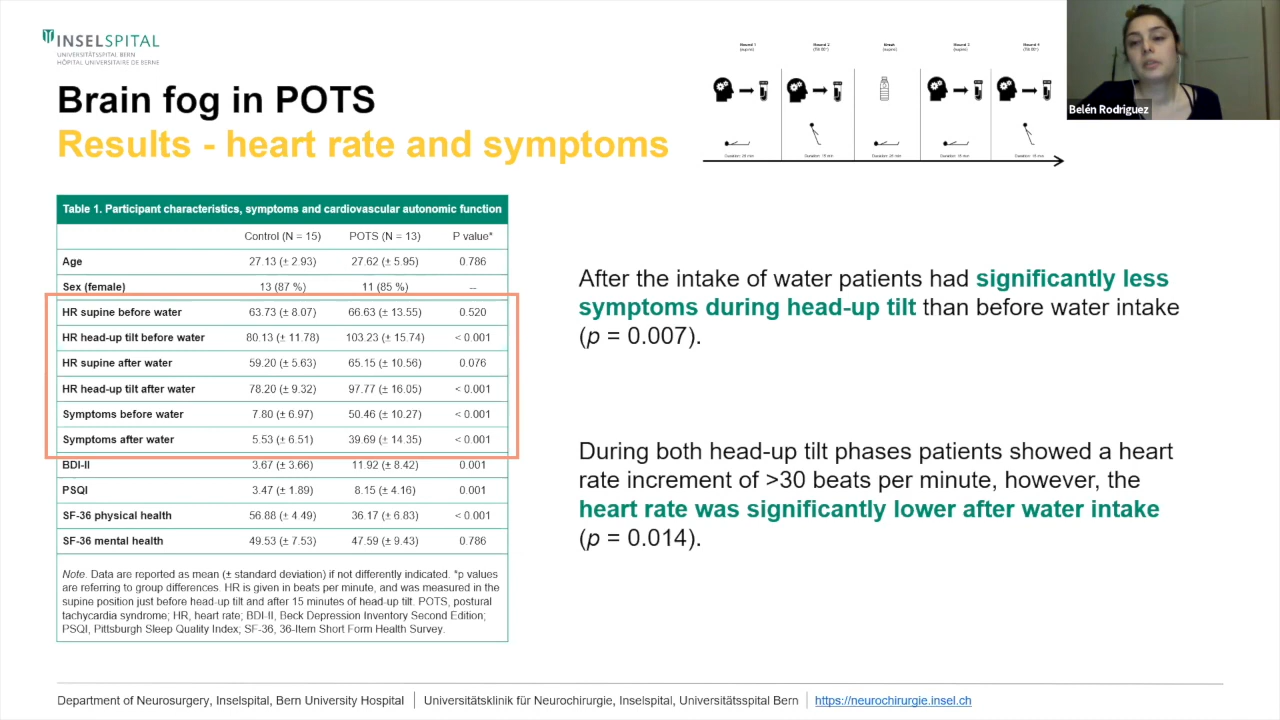 INSELSPITAL
UNIVERSITÄTSSPITAL BERN
HÔPITAL UNIVERSITAIRE DE BERNE
Brain fog in POTS
Results - heart rate and symptoms
Round 1 Round 2 Break Round 3 Round 4
(supine) (supine) (supine)
Belén Rodriguez
Table 1. Participant characteristics, symptoms and cardiovascular autonomic function
Control (N = 15) POTS (N = 13) P value*
Age 27.13 (± 2.93) 27.62 (± 5.95) 0.786
Sex (female) 13 (87 %) 11 (85 %) --
HR supine before water 63.73 (± 8.07) 66.63 (± 13.55) 0.520
HR head-up tilt before water 80.13 (± 11.78) 103.23 (± 15.74) < 0.001
HR supine after water 59.20 (± 5.63) 65.15 (± 10.56) 0.076
HR head-up tilt after water 78.20 (± 9.32) 97.77 (± 16.05) < 0.001
Symptoms before water 7.80 (± 6.97) 50.46 (± 10.27) < 0.001
Symptoms after water 5.53 (± 6.51) 39.69 (± 14.35) < 0.001
BDI-II 3.67 (± 3.66) 11.92 (± 8.42) 0.001
PSQI 3.47 (± 1.89) 8.15 (± 4.16) 0.001
SF-36 physical health 56.88 (± 4.49) 36.17 (± 9.83) < 0.001
SF-36 mental health 49.53 (± 7.53) 47.59 (± 9.43) 0.786
Note. Data are reported as mean (± standard deviation) if not differently indicated. *p values
are referring to group differences. HR is given in beats per minute, and was measured in the
supine position just before head-up tilt and after 15 minutes of head-up tilt. POTS, postural
tachycardia syndrome; HR, heart rate; BDI-II, Beck Depression Inventory Second Edition;
PSQI, Pittsburgh Sleep Quality Index; SF-36, 36-Item Short Form Health Survey.
After the intake of water patients had significantly less
symptoms during head-up tilt than before water intake
(p = 0.007).
During both head-up tilt phases patients showed a heart
rate increment of >30 beats per minute, however, the
heart rate was significantly lower after water intake
(p = 0.014).
Department of Neurosurgery, Inselspital, Bern University Hospital | Universitätsklinik für Neurochirurgie, Inselspital, Universitätsspital Bern | https://neurochirurgie.insel.ch